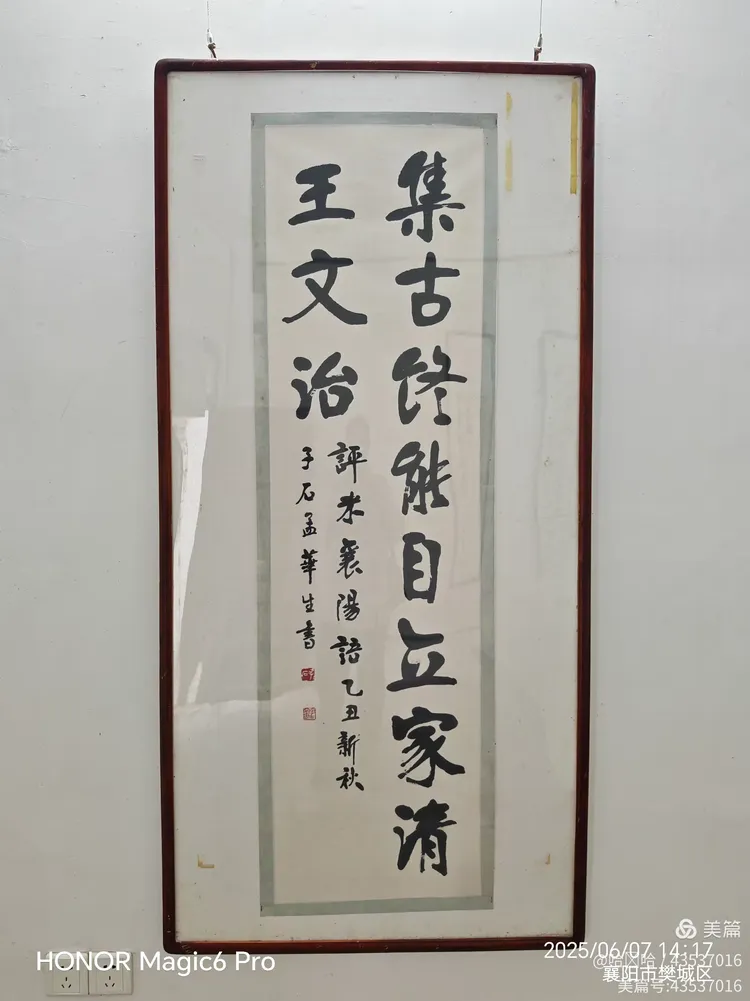 集古终能自立家清
王文治
評米襄陽語乙丑新秋
子石孟華生書
HONOR Magic6 Pro
2025/06/07 14:17
襄阳市樊城区
美篇
美篇号:43537016